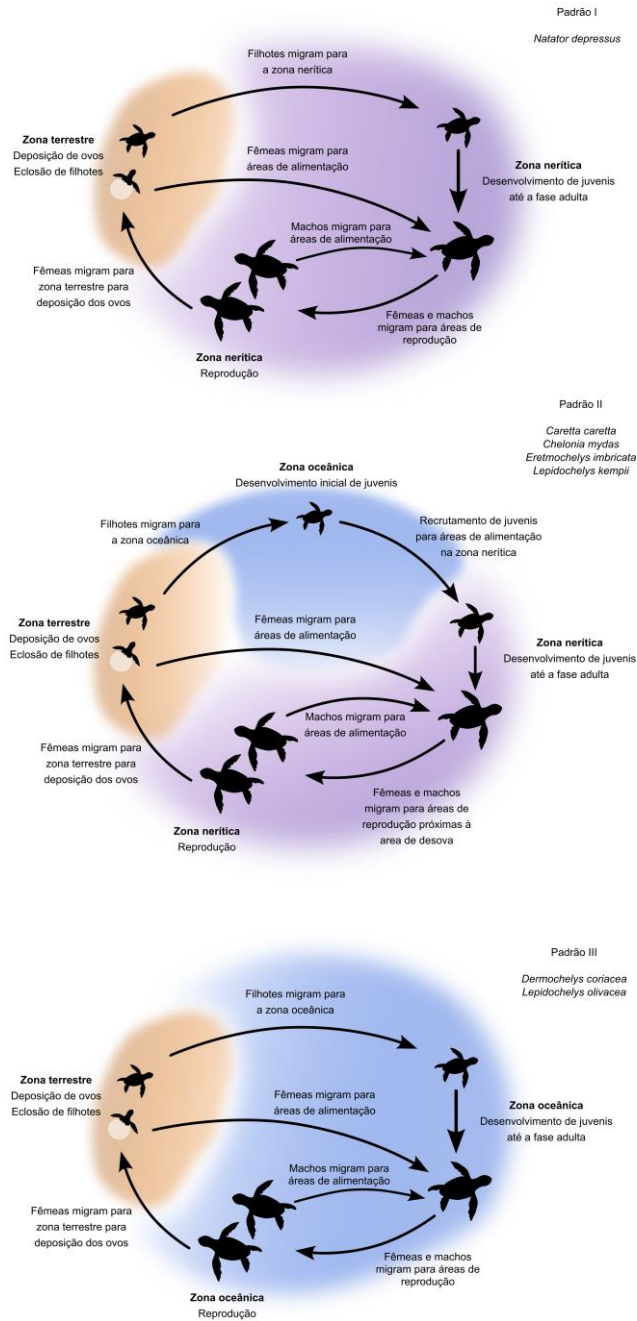 Padrão I
Natator depressus
Filhotes migram para
a zona nerítica
Zona terrestre
Deposição de ovos
Eclosão de filhotes
Fêmeas migram para
áreas de alimentação
Zona nerítica
Desenvolvimento de juvenis
até a fase adulta
Machos migram para
áreas de alimentação
Fêmeas migram para
zona terrestre para
deposição dos ovos
Fêmeas e machos
migram para áreas de
reprodução
Zona nerítica
Reprodução
Padrão II
Caretta caretta
Chelonia mydas
Eretmochelys imbricata
Lepidochelys kempii
Zona oceânica
Desenvolvimento inicial de juvenis
Filhotes migram para
a zona oceânica
Recrutamento de juvenis
para áreas de alimentação
na zona nerítica
Zona terrestre
Deposição de ovos
Eclosão de filhotes
Fêmeas migram para
áreas de alimentação
Zona nerítica
Desenvolvimento de juvenis
até a fase adulta
Machos migram para
áreas de alimentação
Fêmeas migram para
zona terrestre para
deposição dos ovos
Fêmeas e machos
migram para áreas de
reprodução próximas à
area de desova
Zona nerítica
Reprodução
Padrão III
Dermochelys coriacea
Lepidochelys olivacea
Filhotes migram para
a zona oceânica
Zona terrestre
Deposição de ovos
Eclosão de filhotes
Fêmeas migram para
áreas de alimentação
Zona oceânica
Desenvolvimento de juvenis
até a fase adulta
Machos migram para
áreas de alimentação
Fêmeas migram para
zona terrestre para
deposição dos ovos
Fêmeas e machos
migram para áreas de
reprodução
Zona oceânica
Reprodução